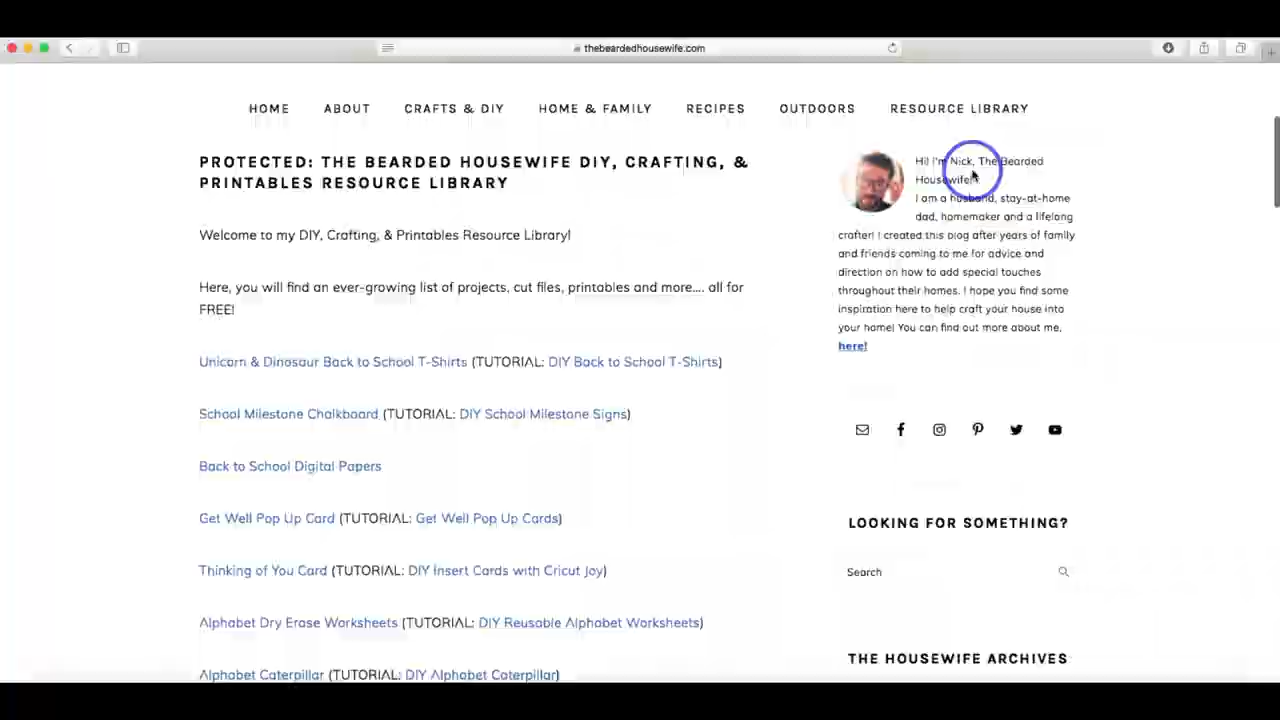 thebeardedhousewife.com
HOME ABOUT CRAFTS & DIY HOME & FAMILY RECIPES OUTDOORS RESOURCE LIBRARY
PROTECTED: THE BEARDED HOUSEWIFE DIY, CRAFTING, &
PRINTABLES RESOURCE LIBRARY
Welcome to my DIY, Crafting, & Printables Resource Library!
Here, you will find an ever-growing list of projects, cut files, printables and more.... all for
FREE!
Unicorn & Dinosaur Back to School T-Shirts (TUTORIAL: DIY Back to School T-Shirts)
School Milestone Chalkboard (TUTORIAL: DIY School Milestone Signs)
Back to School Digital Papers
Get Well Pop Up Card (TUTORIAL: Get Well Pop Up Cards)
Thinking of You Card (TUTORIAL: DIY Insert Cards with Cricut Joy)
Alphabet Dry Erase Worksheets (TUTORIAL: DIY Reusable Alphabet Worksheets)
Alphabet Caterpillar (TUTORIAL: DIY Alphabet Caterpillar)
Hi! I'm Nick, The Bearded
Housewife!
I am a husband, stay-at-home
dad, homemaker and a lifelong
crafter! I created this blog after years of family
and friends coming to me for advice and
direction on how to add special touches
throughout their homes. I hope you find some
inspiration here to help craft your house into
your home! You can find out more about me,
here!
LOOKING FOR SOMETHING?
Search
THE HOUSEWIFE ARCHIVES